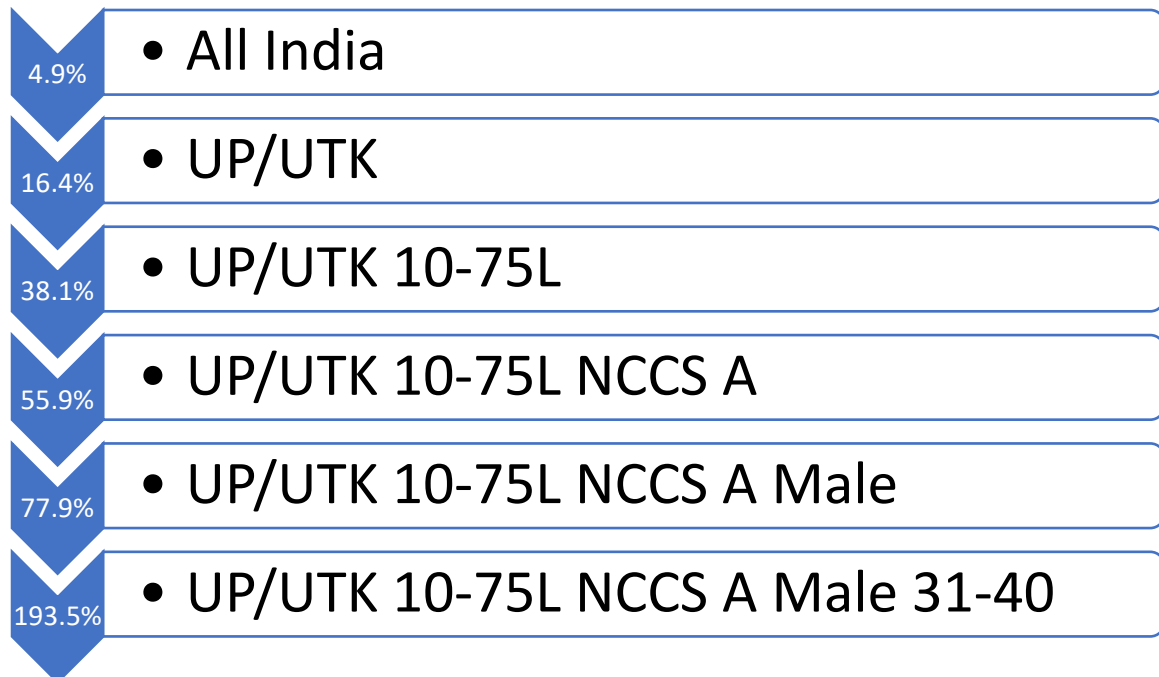 4.9%
• All India
16.4%
• UP/UTK
38.1%
• UP/UTK 10-75L
55.9%
• UP/UTK 10-75L NCCS A
77.9%
• UP/UTK 10-75L NCCS A Male
193.5%
• UP/UTK 10-75L NCCS A Male 31-40